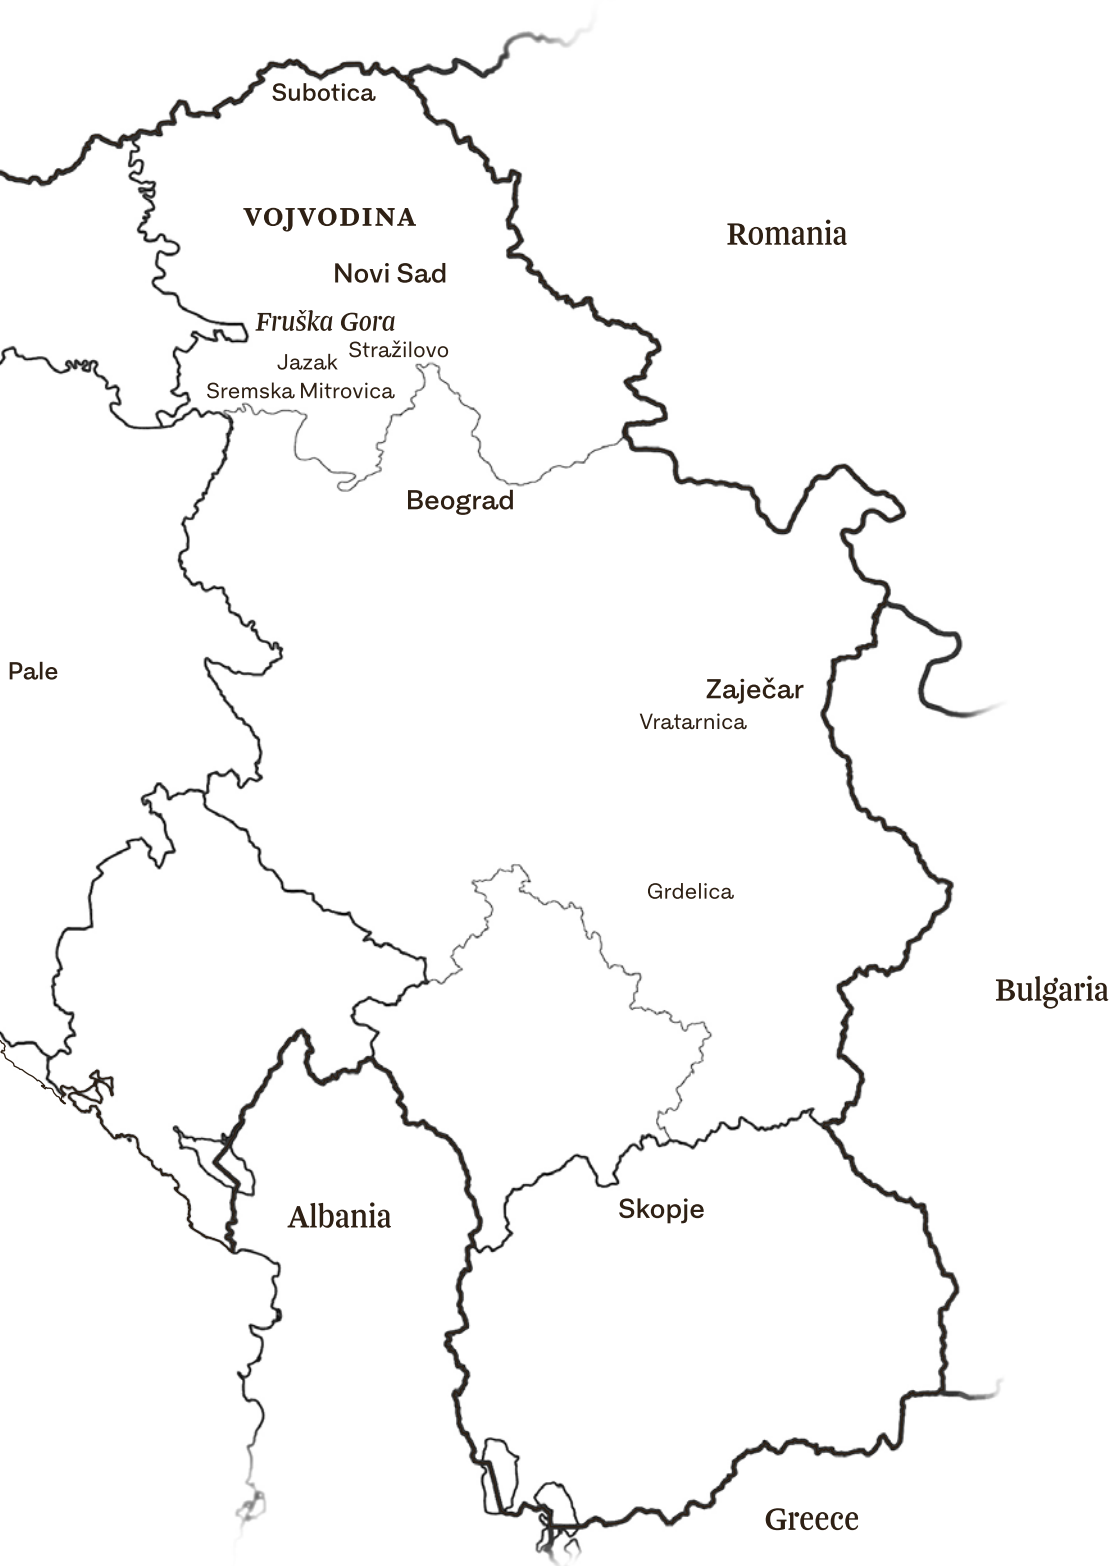 Subotica
VOJVODINA
Romania
Novi Sad
Fruška Gora
Stražilovo
Jazak
Sremska Mitrovica
Beograd
Pale
Zaječar
Vratarnica
Grdelica
Bulgaria
Skopje
Albania
Greece